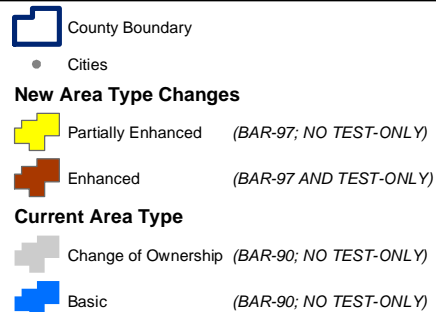 County Boundary
Cities
New Area Type Changes
Partially Enhanced (BAR-97; NO TEST-ONLY)
Enhanced (BAR-97 AND TEST-ONLY)
Current Area Type
Change of Ownership (BAR-90; NO TEST-ONLY)
Basic (BAR-90; NO TEST-ONLY)